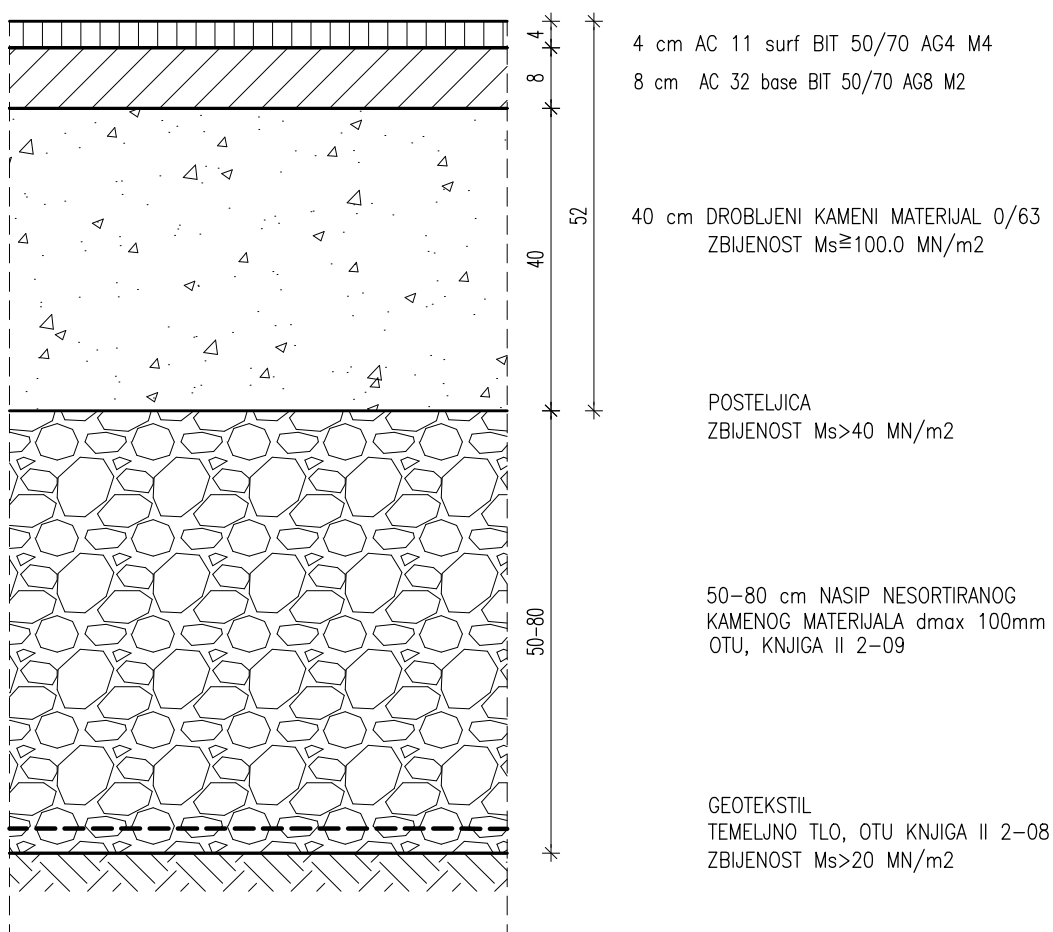 4
4 cm AC 11 surf BIT 50/70 AG4 M4
8
8 cm AC 32 base BIT 50/70 AG8 M2
52
40 cm DROBLJENI KAMENI MATERIJAL 0/63
ZBIJENOST Ms≧100.0 MN/m2
40
POSTELJICA
ZBIJENOST Ms>40 MN/m2
50-80
50-80 cm NASIP NESORTIRANOG
KAMENOG MATERIJALA dmax 100mm
OTU, KNJIGA II 2-09
GEOTEKSTIL
TEMELJNO TLO, OTU KNJIGA II 2-08
ZBIJENOST Ms>20 MN/m2